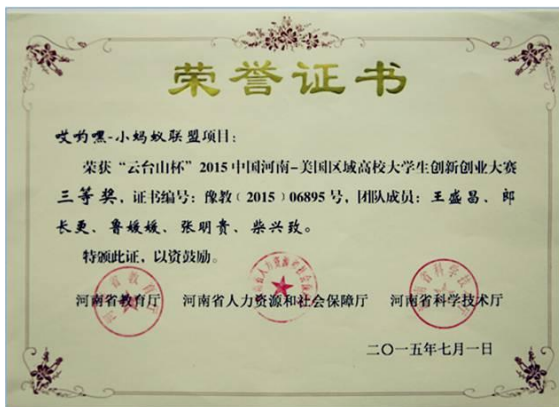 荣誉证书
哎哟嘿-小蚂蚁联盟项目：
荣获“云台山杯”2015中国河南-美国区域高校大学生创新创业大赛
三等奖，证书编号：豫教﹝2015﹞06895号，团队成员：王盛昌、郎
长更、鲁媛媛、张明贵、柴兴致。
特颁此证，以资鼓励。
河南省教育厅 河南省人力资源和社会保障厅 河南省科学技术厅
二〇一五年七月一日